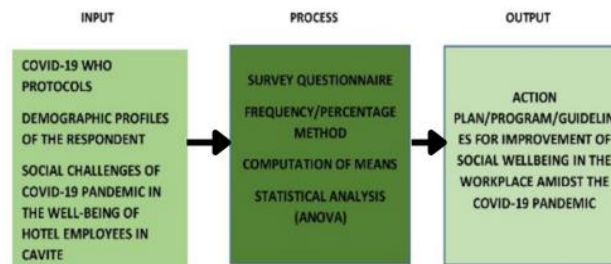 INPUT
PROCESS
OUTPUT
COVID-19 WHO
PROTOCOLS
DEMOGRAPHIC PROFILES
OF THE RESPONDENT
SOCIAL CHALLENGES OF
COVID-19 PANDEMIC IN
THE WELL-BEING OF
HOTEL EMPLOYEES IN
CAVITE
SURVEY QUESTIONNAIRE
FREQUENCY/PERCENTAGE
METHOD
COMPUTATION OF MEANS
STATISTICAL ANALYSIS
(ANOVA)
ACTION
PLAN/PROGRAM/GUIDELIN
ES FOR IMPROVEMENT OF
SOCIAL WELLBEING IN THE
WORKPLACE AMIDST THE
COVID-19 PANDEMIC